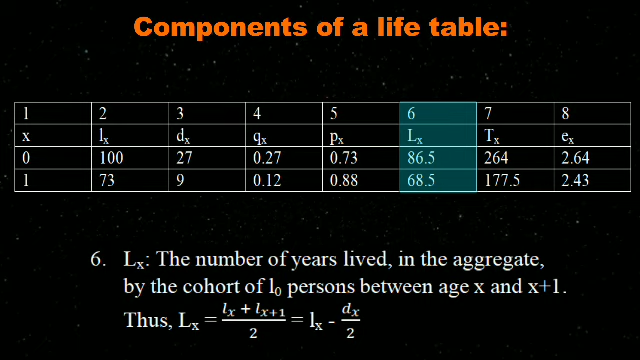 Components of a life table:
1 2 3 4 5 6 7 8
x lₓ dₓ qₓ pₓ Lₓ Tₓ eₓ
0 100 27 0.27 0.73 86.5 264 2.64
1 73 9 0.12 0.88 68.5 177.5 2.43
6. Lₓ: The number of years lived, in the aggregate,
by the cohort of l₀ persons between age x and x+1.
Thus, Lₓ = (lₓ + lₓ₊₁)/2 = lₓ - dₓ/2